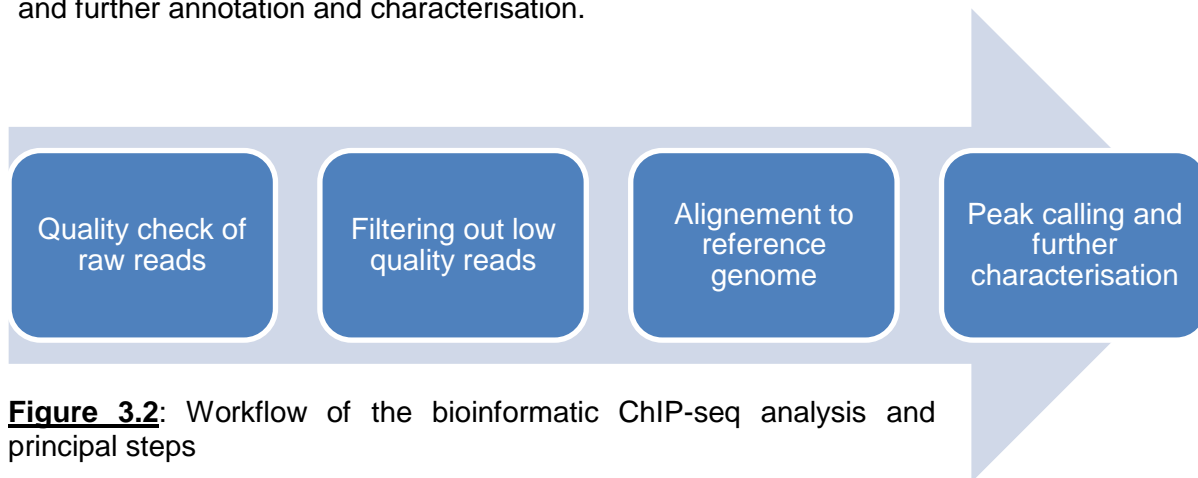 and further annotation and characterisation.
Quality check of
raw reads
Filtering out low
quality reads
Alignement to
reference
genome
Peak calling and
further
characterisation
Figure 3.2: Workflow of the bioinformatic ChIP-seq analysis and
principal steps